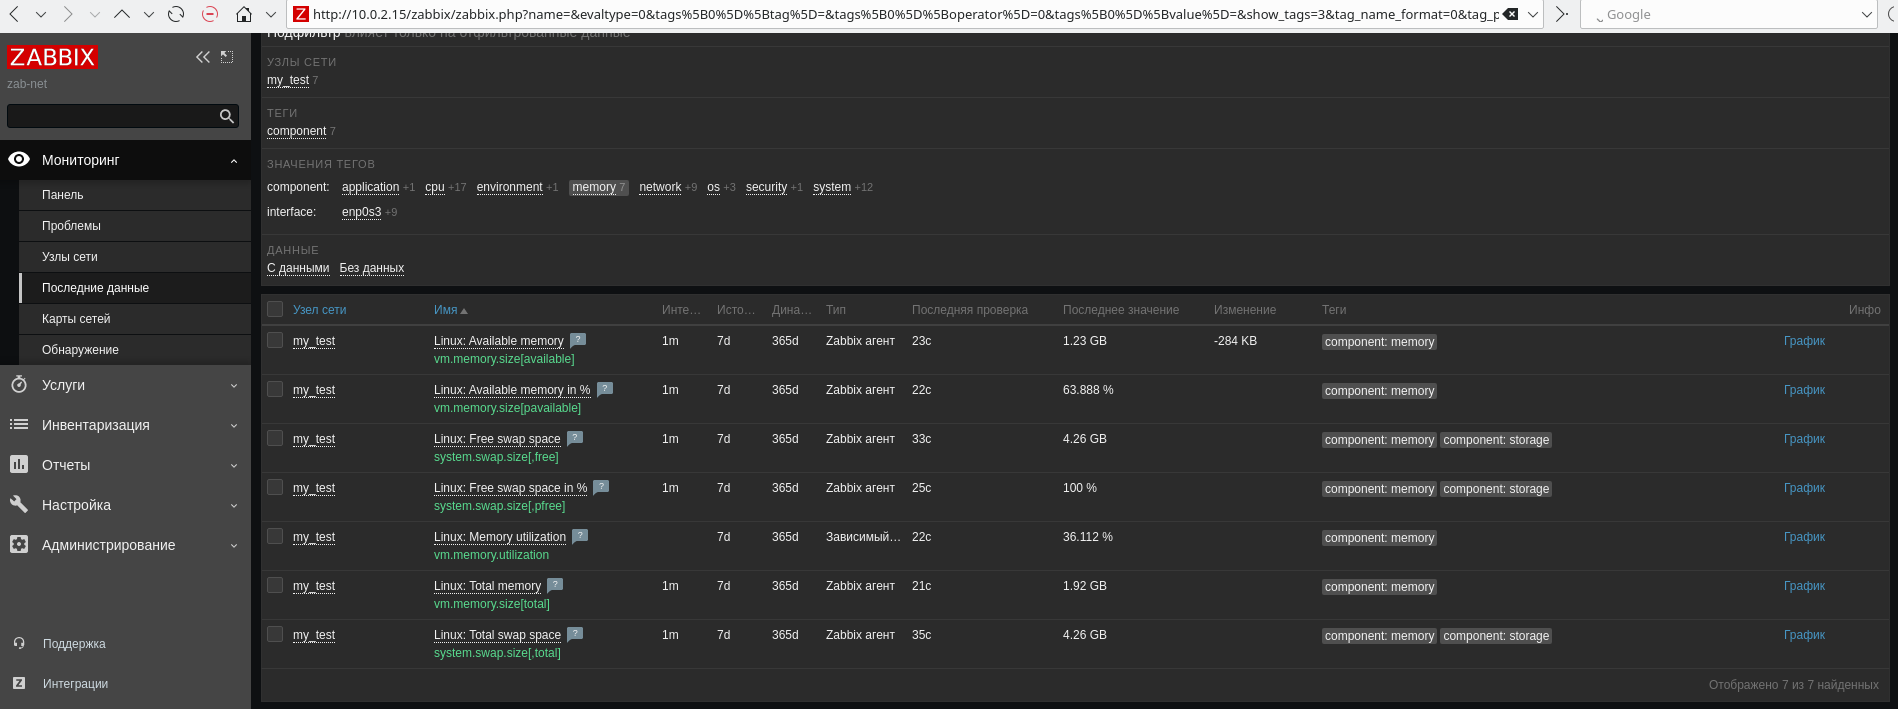 http://10.0.2.15/zabbix/zabbix.php?name=&evaltype=0&tags%5B0%5D%5Btag%5D=&tags%5B0%5D%5Boperator%5D=0&tags%5B0%5D%5Bvalue%5D=&show_tags=3&tag_name_format=0&tag_p
Google
ZABBIX
zab-net
Мониторинг
Панель
Проблемы
Узлы сети
Последние данные
Карты сетей
Обнаружение
Услуги
Инвентаризация
Отчеты
Настройка
Администрирование
Поддержка
Интеграции
Подфильтр влияет только на отфильтрованные данные
УЗЛЫ СЕТИ
my_test 7
ТЕГИ
component 7
ЗНАЧЕНИЯ ТЕГОВ
component: application +1 cpu +17 environment +1 memory 7 network +9 os +3 security +1 system +12
interface: enp0s3 +9
ДАННЫЕ
С данными Без данных
Узел сети Имя Инте... Исто... Дина... Тип Последняя проверка Последнее значение Изменение Теги Инфо
my_test Linux: Available memory ? 1m 7d 365d Zabbix агент 23с 1.23 GB -284 KB component: memory График
vm.memory.size[available]
my_test Linux: Available memory in % ? 1m 7d 365d Zabbix агент 22с 63.888 % component: memory График
vm.memory.size[pavailable]
my_test Linux: Free swap space ? 1m 7d 365d Zabbix агент 33с 4.26 GB component: memory component: storage График
system.swap.size[,free]
my_test Linux: Free swap space in % ? 1m 7d 365d Zabbix агент 25с 100 % component: memory component: storage График
system.swap.size[,pfree]
my_test Linux: Memory utilization ? 7d 365d Зависимый... 22с 36.112 % component: memory График
vm.memory.utilization
my_test Linux: Total memory ? 1m 7d 365d Zabbix агент 21с 1.92 GB component: memory График
vm.memory.size[total]
my_test Linux: Total swap space ? 1m 7d 365d Zabbix агент 35с 4.26 GB component: memory component: storage График
system.swap.size[,total]
Отображено 7 из 7 найденных